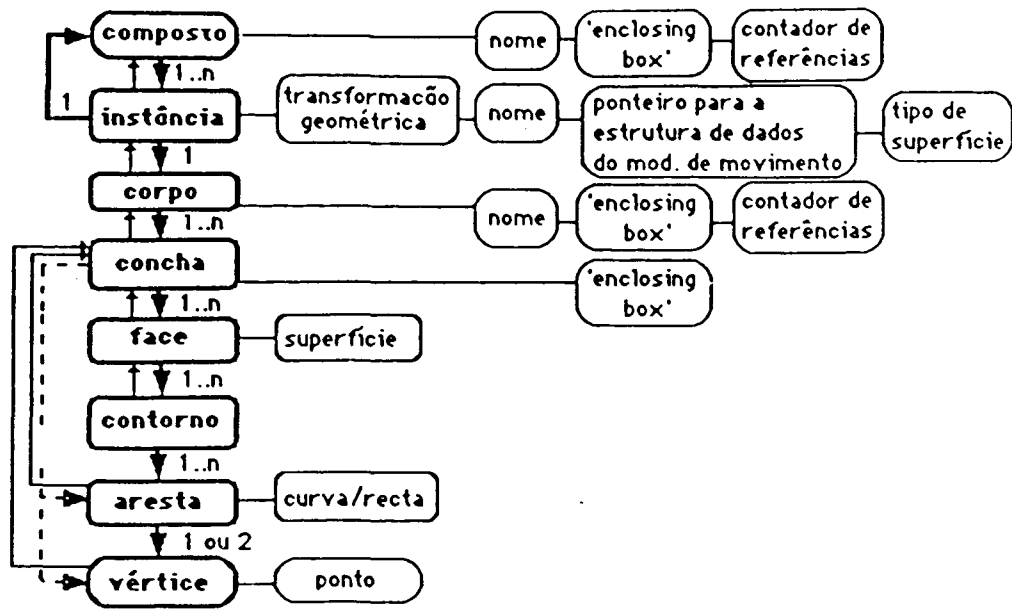 composto
nome
'enclosing
box'
contador de
referências
1..n
1
instância
transformacão
geométrica
nome
ponteiro para a
estrutura de dados
do mod. de movimento
tipo de
superfície
1
corpo
nome
'enclosing
box'
contador de
referências
1..n
concha
'enclosing
box'
1..n
face
superfície
1..n
contorno
1..n
aresta
curva/recta
1 ou 2
vértice
ponto